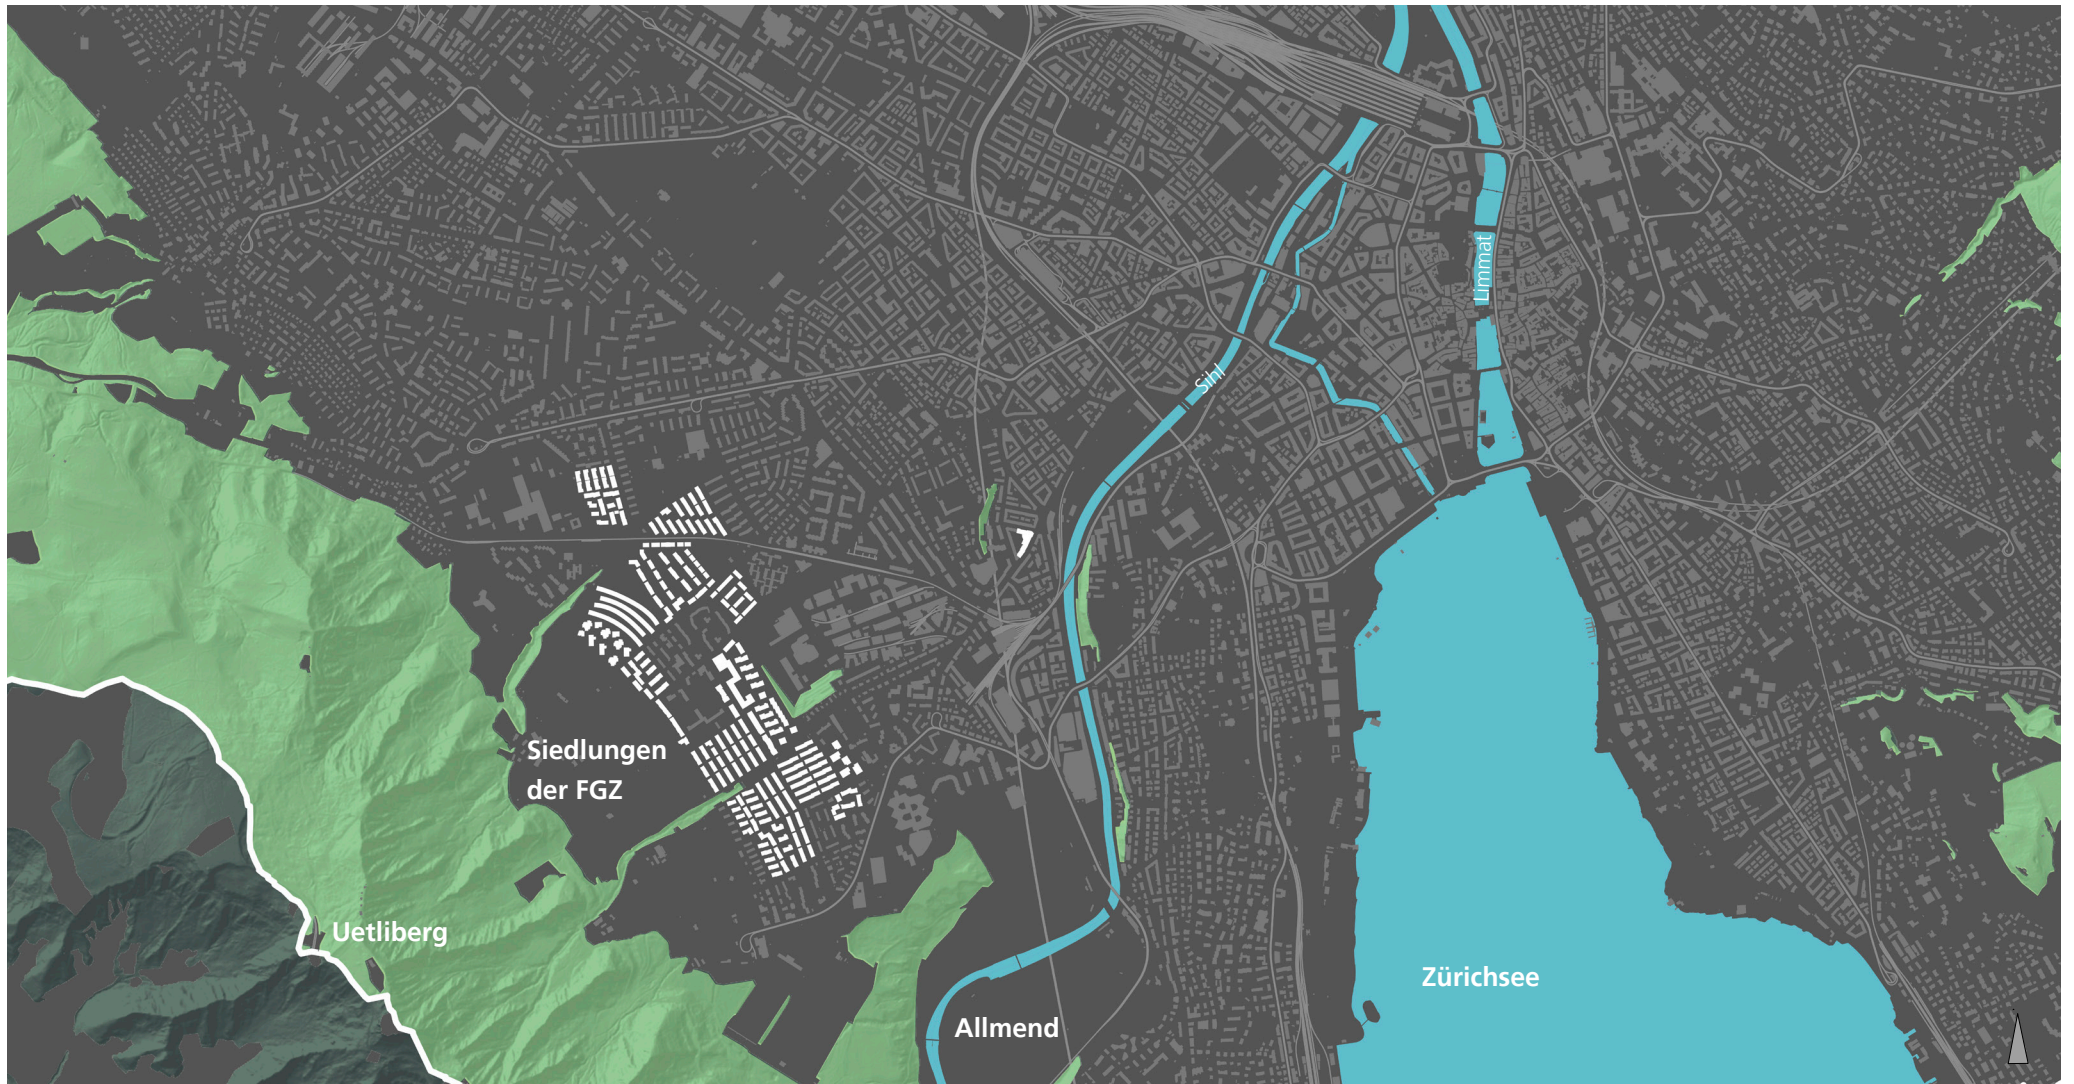 Limmat
Sihl
Siedlungen
der FGZ
Uetliberg
Zürichsee
Allmend